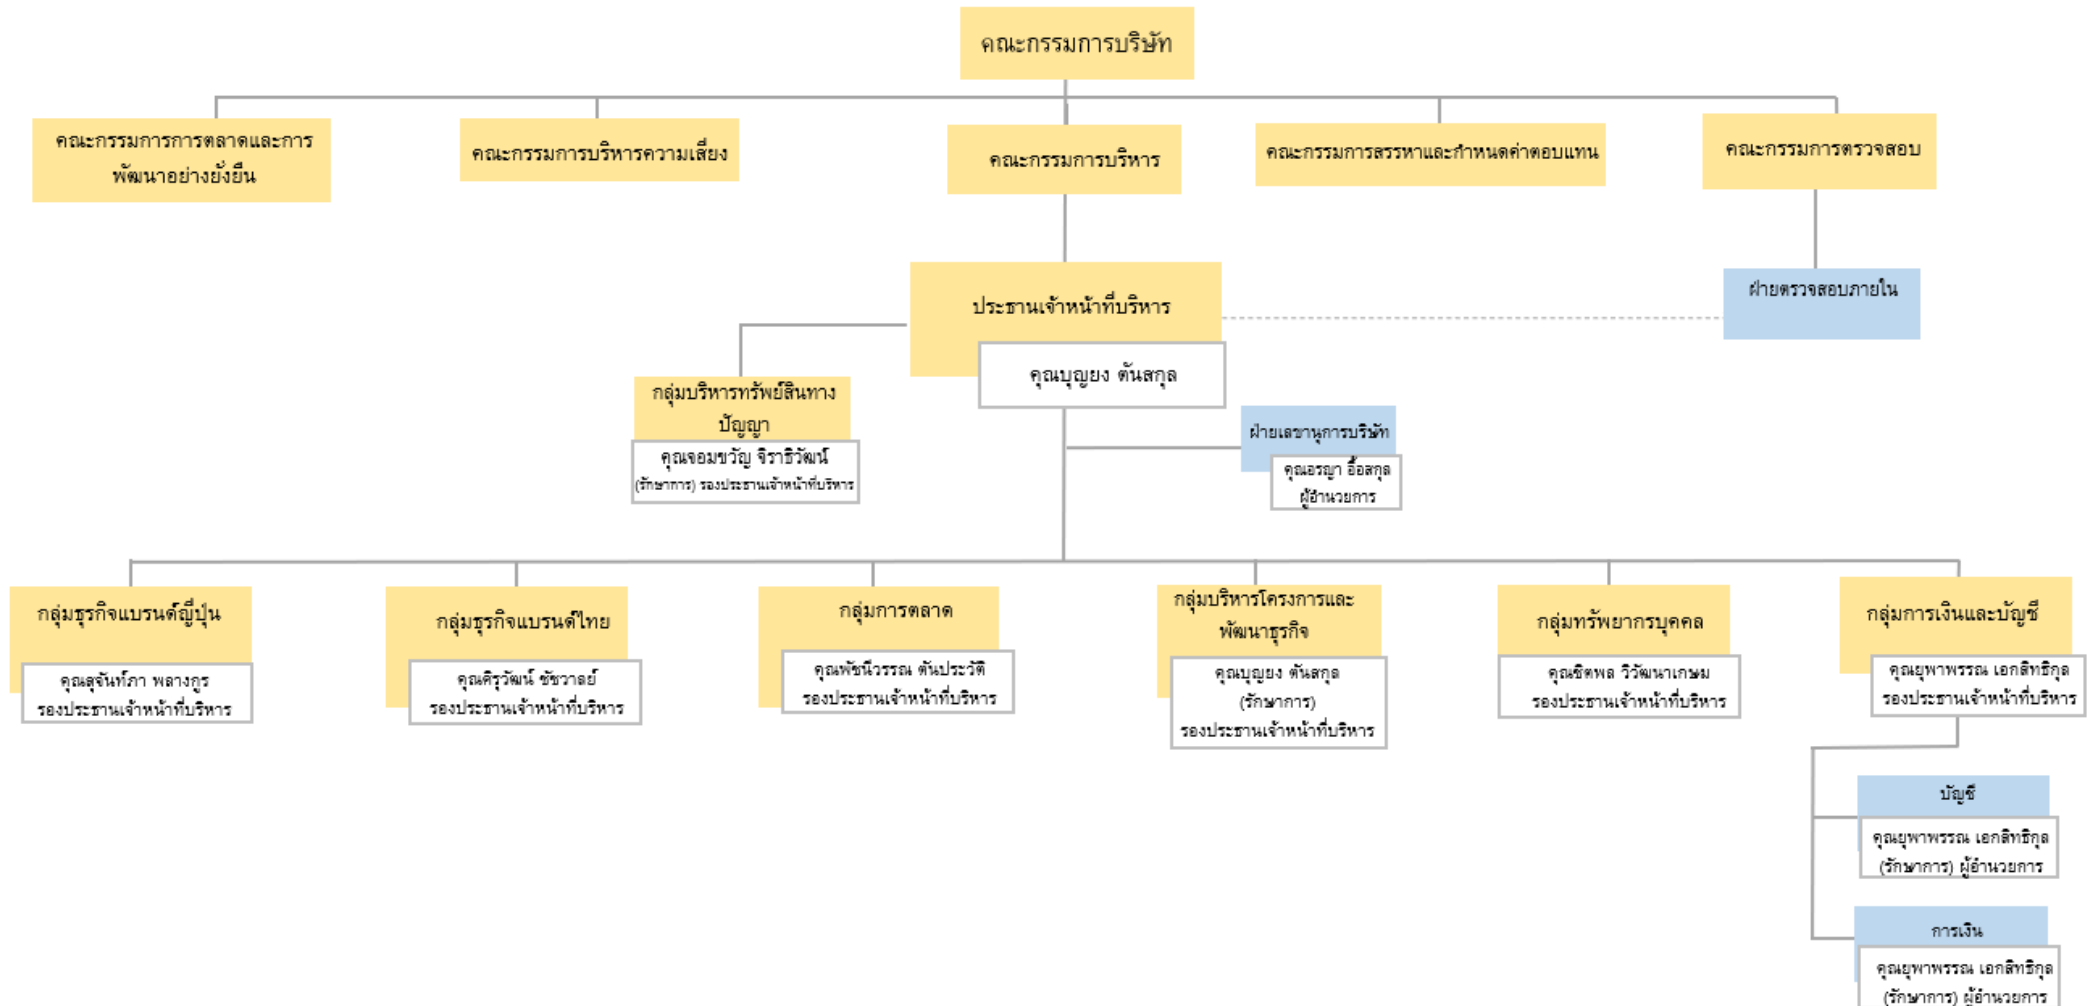 คณะกรรมการบริษัท
คณะกรรมการการตลาดและการ
พัฒนาอย่างยั่งยืน
คณะกรรมการบริหารความเสี่ยง
คณะกรรมการบริหาร
คณะกรรมการสรรหาและกำหนดค่าตอบแทน
คณะกรรมการตรวจสอบ
ประธานเจ้าหน้าที่บริหาร
คุณบุญยง ตันสกุล
ฝ่ายตรวจสอบภายใน
กลุ่มบริหารทรัพย์สินทาง
ปัญญา
คุณจอมขวัญ จิราธิวัฒน์
(รักษาการ) รองประธานเจ้าหน้าที่บริหาร
ฝ่ายเลขานุการบริษัท
คุณอรญา อื้อสกุล
ผู้อำนวยการ
กลุ่มธุรกิจแบรนด์ญี่ปุ่น
คุณสุจันท์ภา พลางกูร
รองประธานเจ้าหน้าที่บริหาร
กลุ่มธุรกิจแบรนด์ไทย
คุณศิรุวัฒน์ ชัชวาลย์
รองประธานเจ้าหน้าที่บริหาร
กลุ่มการตลาด
คุณพัชนีวรรณ ตันประวัติ
รองประธานเจ้าหน้าที่บริหาร
กลุ่มบริหารโครงการและ
พัฒนาธุรกิจ
คุณบุญยง ตันสกุล
(รักษาการ)
รองประธานเจ้าหน้าที่บริหาร
กลุ่มทรัพยากรบุคคล
คุณชิตพล วิวัฒนาเกษม
รองประธานเจ้าหน้าที่บริหาร
กลุ่มการเงินและบัญชี
คุณยุพาพรรณ เอกสิทธิกุล
รองประธานเจ้าหน้าที่บริหาร
บัญชี
คุณยุพาพรรณ เอกสิทธิกุล
(รักษาการ) ผู้อำนวยการ
การเงิน
คุณยุพาพรรณ เอกสิทธิกุล
(รักษาการ) ผู้อำนวยการ